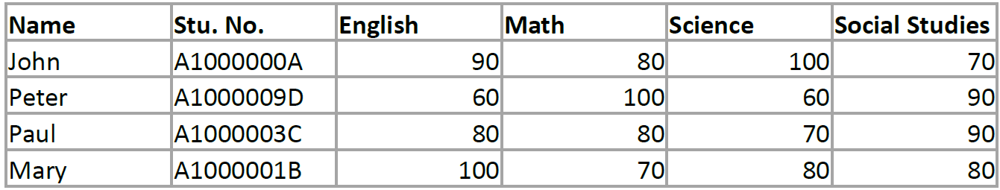 Name Stu. No. English Math Science Social Studies
John A1000000A 90 80 100 70
Peter A1000009D 60 100 60 90
Paul A1000003C 80 80 70 90
Mary A1000001B 100 70 80 80